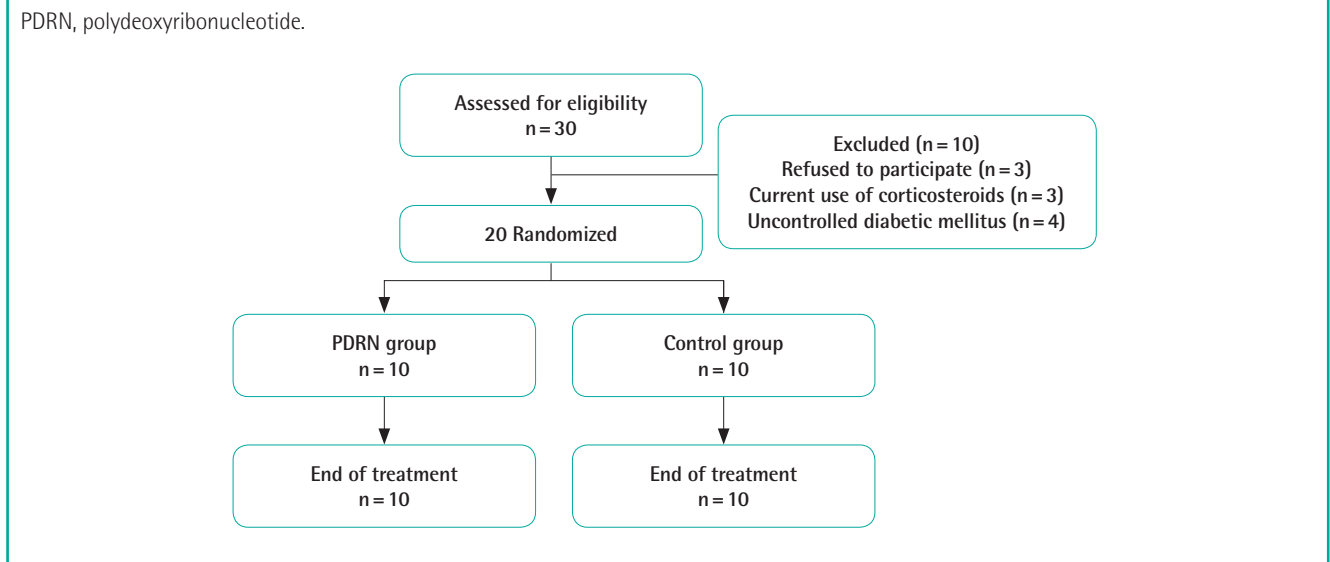 PDRN, polydeoxyribonucleotide.
Assessed for eligibility
n = 30
Excluded (n = 10)
Refused to participate (n = 3)
Current use of corticosteroids (n = 3)
Uncontrolled diabetic mellitus (n = 4)
20 Randomized
PDRN group
n = 10
Control group
n = 10
End of treatment
n = 10
End of treatment
n = 10